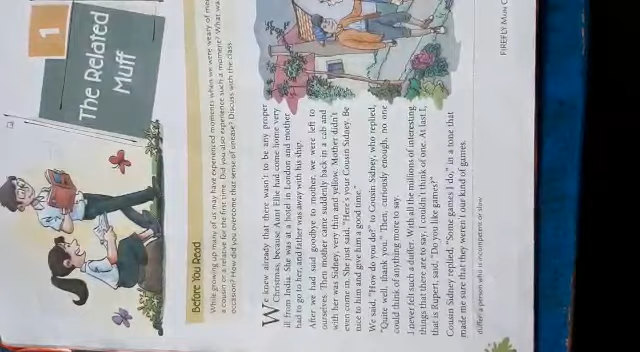 1
The Related
Muff
Before You Read
While growing up many of us may have experienced moments when we were weary of mee
a cousin or a relative for the first time. Did you also experience such a moment? What wa
occasion? How did you overcome that sense of unease? Discuss with the class
We knew already that there wasn't to be any proper
Christmas, because Aunt Ellie had come home very
ill from India. She was at a hotel in London and mother
had to go to her, and father was away with his ship.
After we had said goodbye to mother, we were left to
ourselves. Then mother came suddenly back in a cab and
with her was Sidney, very thin and yellow. Mother didn't
even come in. She just said, "Here's your Cousin Sidney. Be
nice to him and give him a good time."
We said, "How do you do?" to Cousin Sidney, who replied,
"Quite well, thank you." Then, curiously enough, no one
could think of anything more to say.
I never felt such a duffer. With all the millions of interesting
things that there are to say, I couldn't think of one. At last I,
that is Rupert, said, "Do you like games?"
Cousin Sidney replied, "Some games I do," in a tone that
made me sure that they weren't our kind of games.
duffer a person who is incompetent or slow
FIREFLY MAIN C